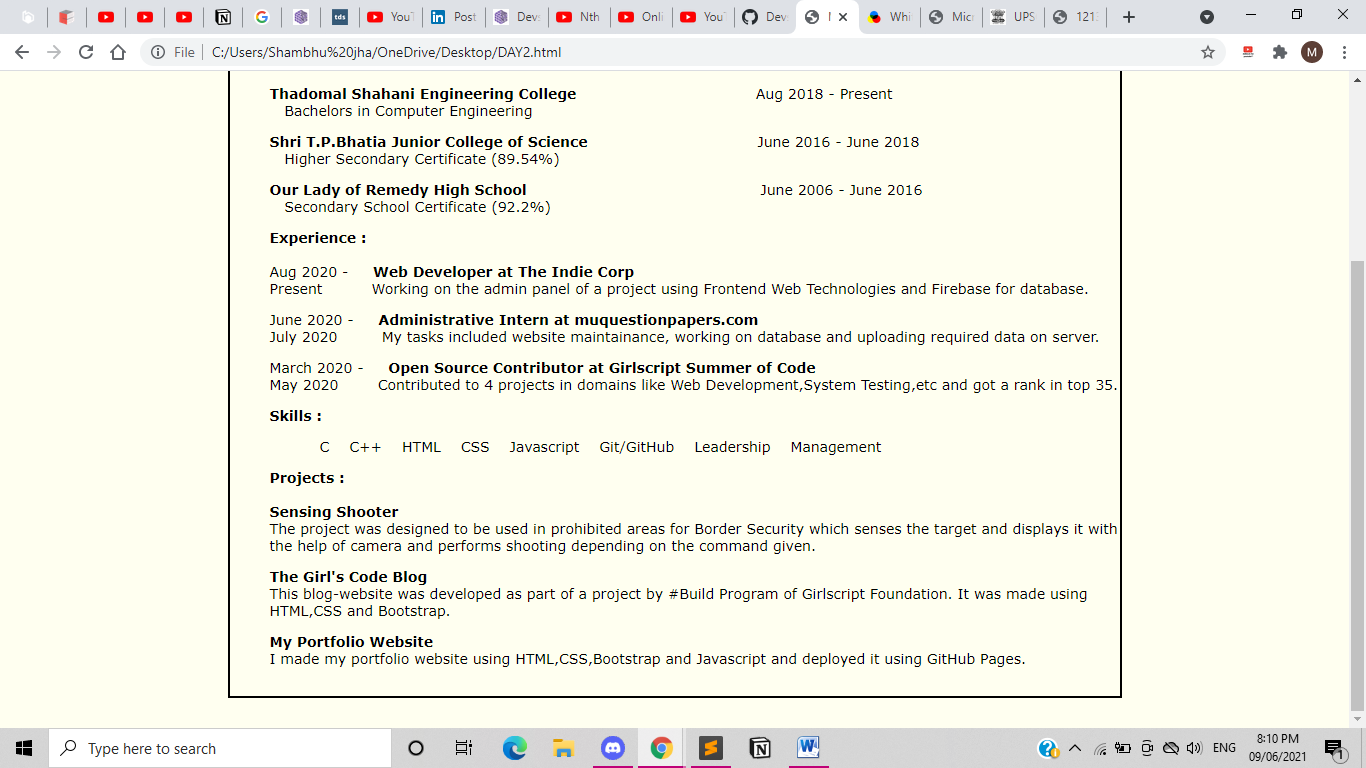 tds
YouT
Post
Devs
Nth
Onli
YouT
Devs
Whi
Micr
UPS
121
File
C:/Users/Shambhu%20jha/OneDrive/Desktop/DAY2.html
M
Thadomal Shahani Engineering College Aug 2018 - Present
Bachelors in Computer Engineering
Shri T.P.Bhatia Junior College of Science June 2016 - June 2018
Higher Secondary Certificate (89.54%)
Our Lady of Remedy High School June 2006 - June 2016
Secondary School Certificate (92.2%)
Experience :
Aug 2020 - Web Developer at The Indie Corp
Present Working on the admin panel of a project using Frontend Web Technologies and Firebase for database.
June 2020 - Administrative Intern at muquestionpapers.com
July 2020 My tasks included website maintainance, working on database and uploading required data on server.
March 2020 - Open Source Contributor at Girlscript Summer of Code
May 2020 Contributed to 4 projects in domains like Web Development,System Testing,etc and got a rank in top 35.
Skills :
C C++ HTML CSS Javascript Git/GitHub Leadership Management
Projects :
Sensing Shooter
The project was designed to be used in prohibited areas for Border Security which senses the target and displays it with
the help of camera and performs shooting depending on the command given.
The Girl's Code Blog
This blog-website was developed as part of a project by #Build Program of Girlscript Foundation. It was made using
HTML,CSS and Bootstrap.
My Portfolio Website
I made my portfolio website using HTML,CSS,Bootstrap and Javascript and deployed it using GitHub Pages.
Type here to search
ENG
8:10 PM
09/06/2021
1